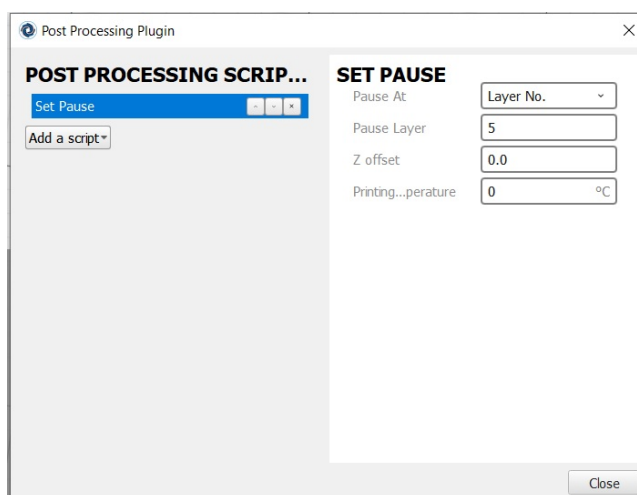 Post Processing Plugin
POST PROCESSING SCRIP...
Set Pause
Add a script
SET PAUSE
Pause At
Layer No.
Pause Layer
5
Z offset
0.0
Printing...perature
0
ºC
Close